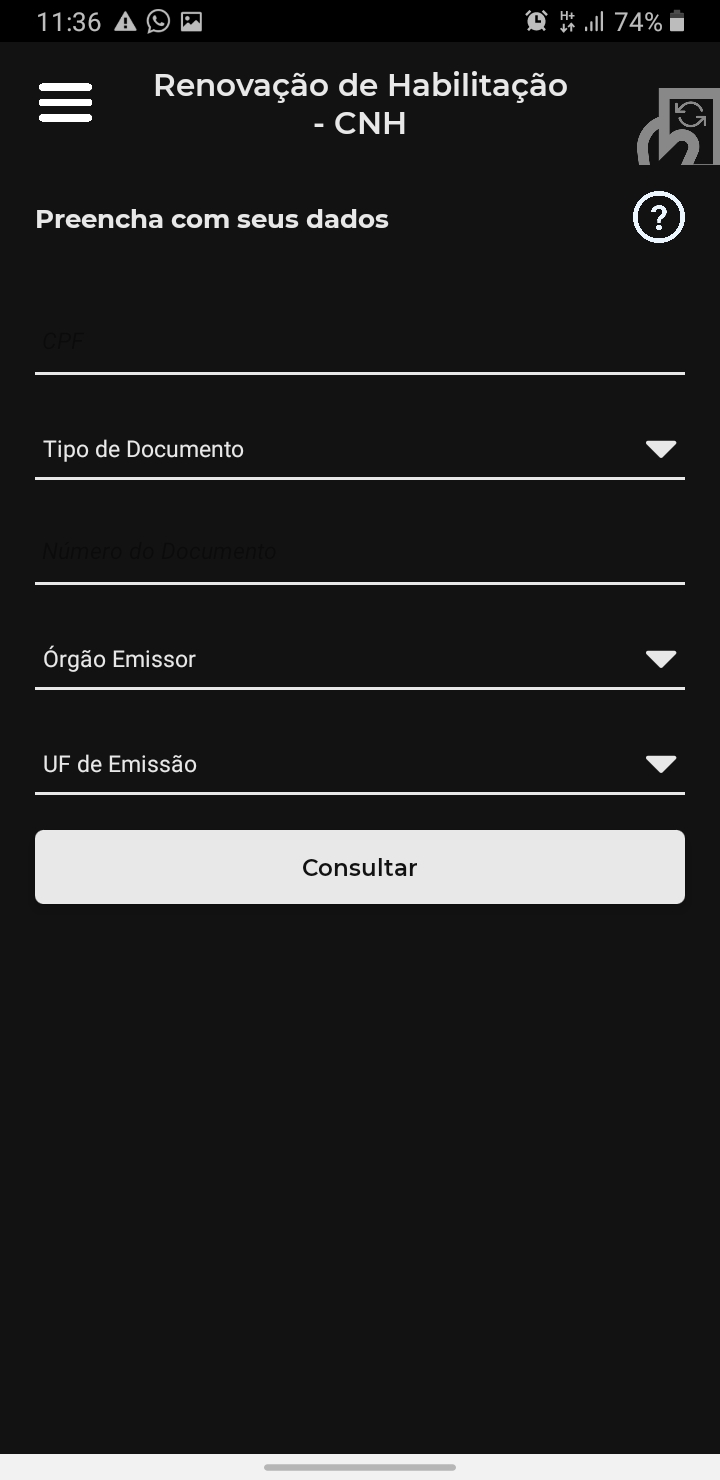 11:36 H+ 74%
Renovação de Habilitação
- CNH
Preencha com seus dados ?
CPF
Tipo de Documento
Número do Documento
Órgão Emissor
UF de Emissão
Consultar